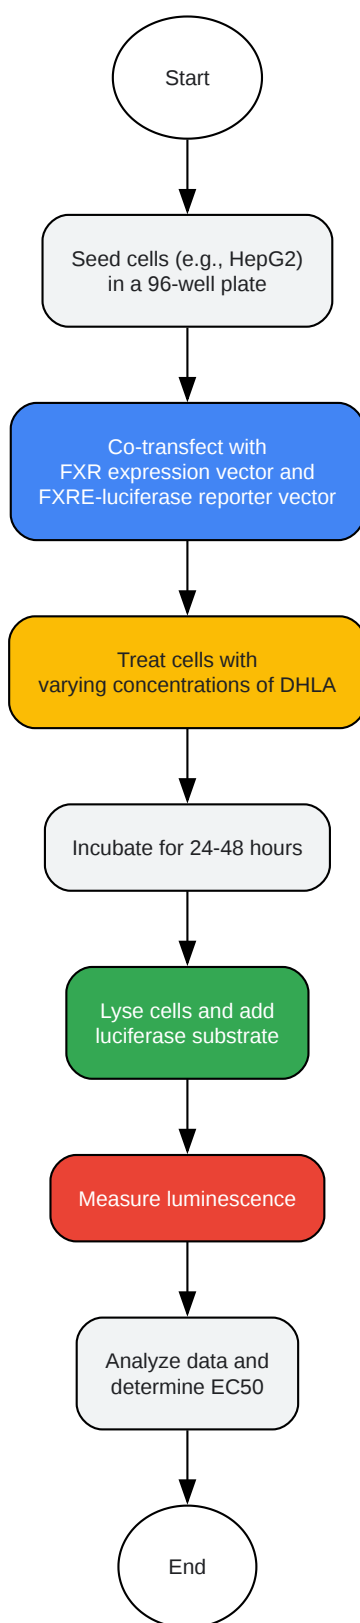 Start
Seed cells (e.g., HepG2)
in a 96-well plate
Co-transfect with
FXR expression vector and
FXRE-luciferase reporter vector
Treat cells with
varying concentrations of DHLA
Incubate for 24-48 hours
Lyse cells and add
luciferase substrate
Measure luminescence
Analyze data and
determine EC50
End